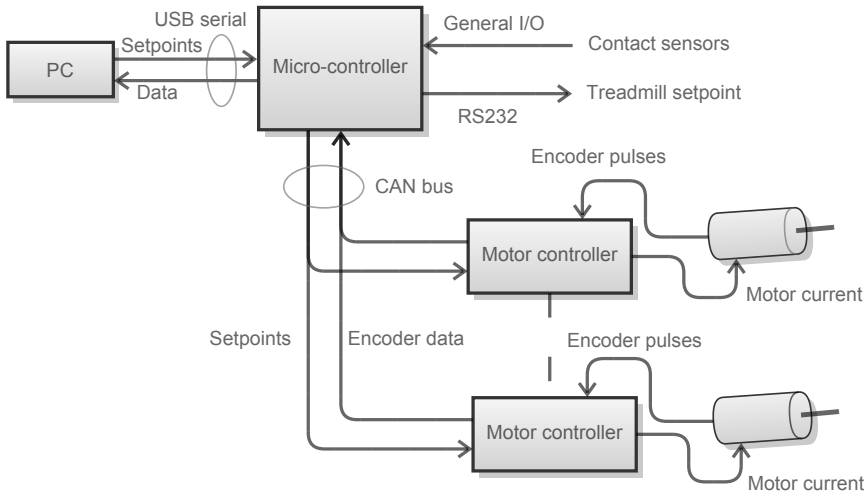 USB serial
Setpoints
PC
Data
Micro-controller
General I/O
Contact sensors
Treadmill setpoint
RS232
CAN bus
Encoder pulses
Motor controller
Motor current
Setpoints
Encoder data
Encoder pulses
Motor controller
Motor current